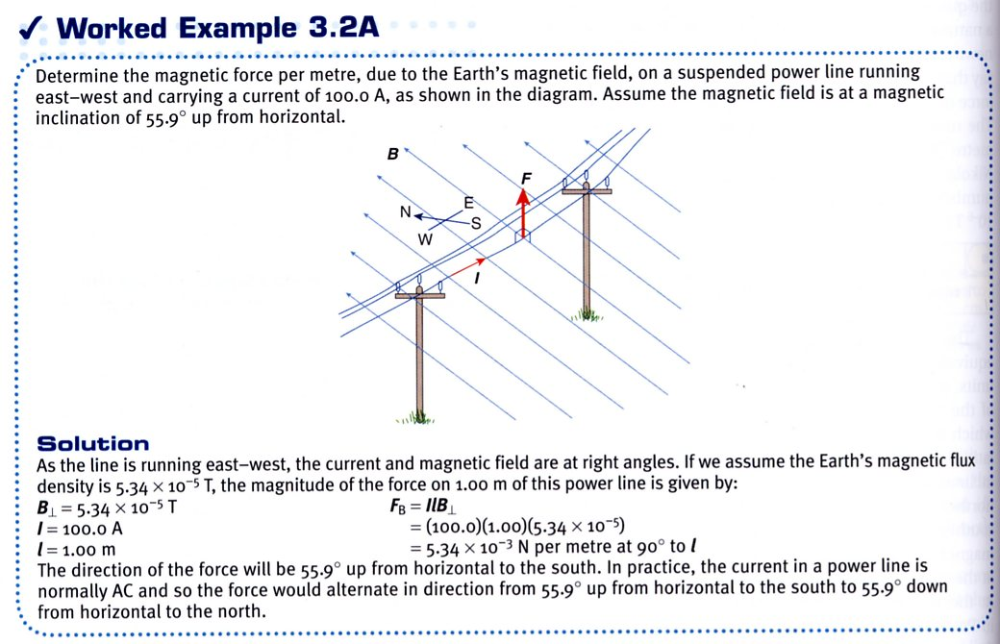 ✓ Worked Example 3.2A
Determine the magnetic force per metre, due to the Earth's magnetic field, on a suspended power line running
east–west and carrying a current of 100.0 A, as shown in the diagram. Assume the magnetic field is at a magnetic
inclination of 55.9° up from horizontal.
B
F
N
E
S
W
I
Solution
As the line is running east–west, the current and magnetic field are at right angles. If we assume the Earth's magnetic flux
density is 5.34 × 10⁻⁵ T, the magnitude of the force on 1.00 m of this power line is given by:
B⊥ = 5.34 × 10⁻⁵ T
F_B = IlB⊥
I = 100.0 A
= (100.0)(1.00)(5.34 × 10⁻⁵)
l = 1.00 m
= 5.34 × 10⁻³ N per metre at 90° to l
The direction of the force will be 55.9° up from horizontal to the south. In practice, the current in a power line is
normally AC and so the force would alternate in direction from 55.9° up from horizontal to the south to 55.9° down
from horizontal to the north.